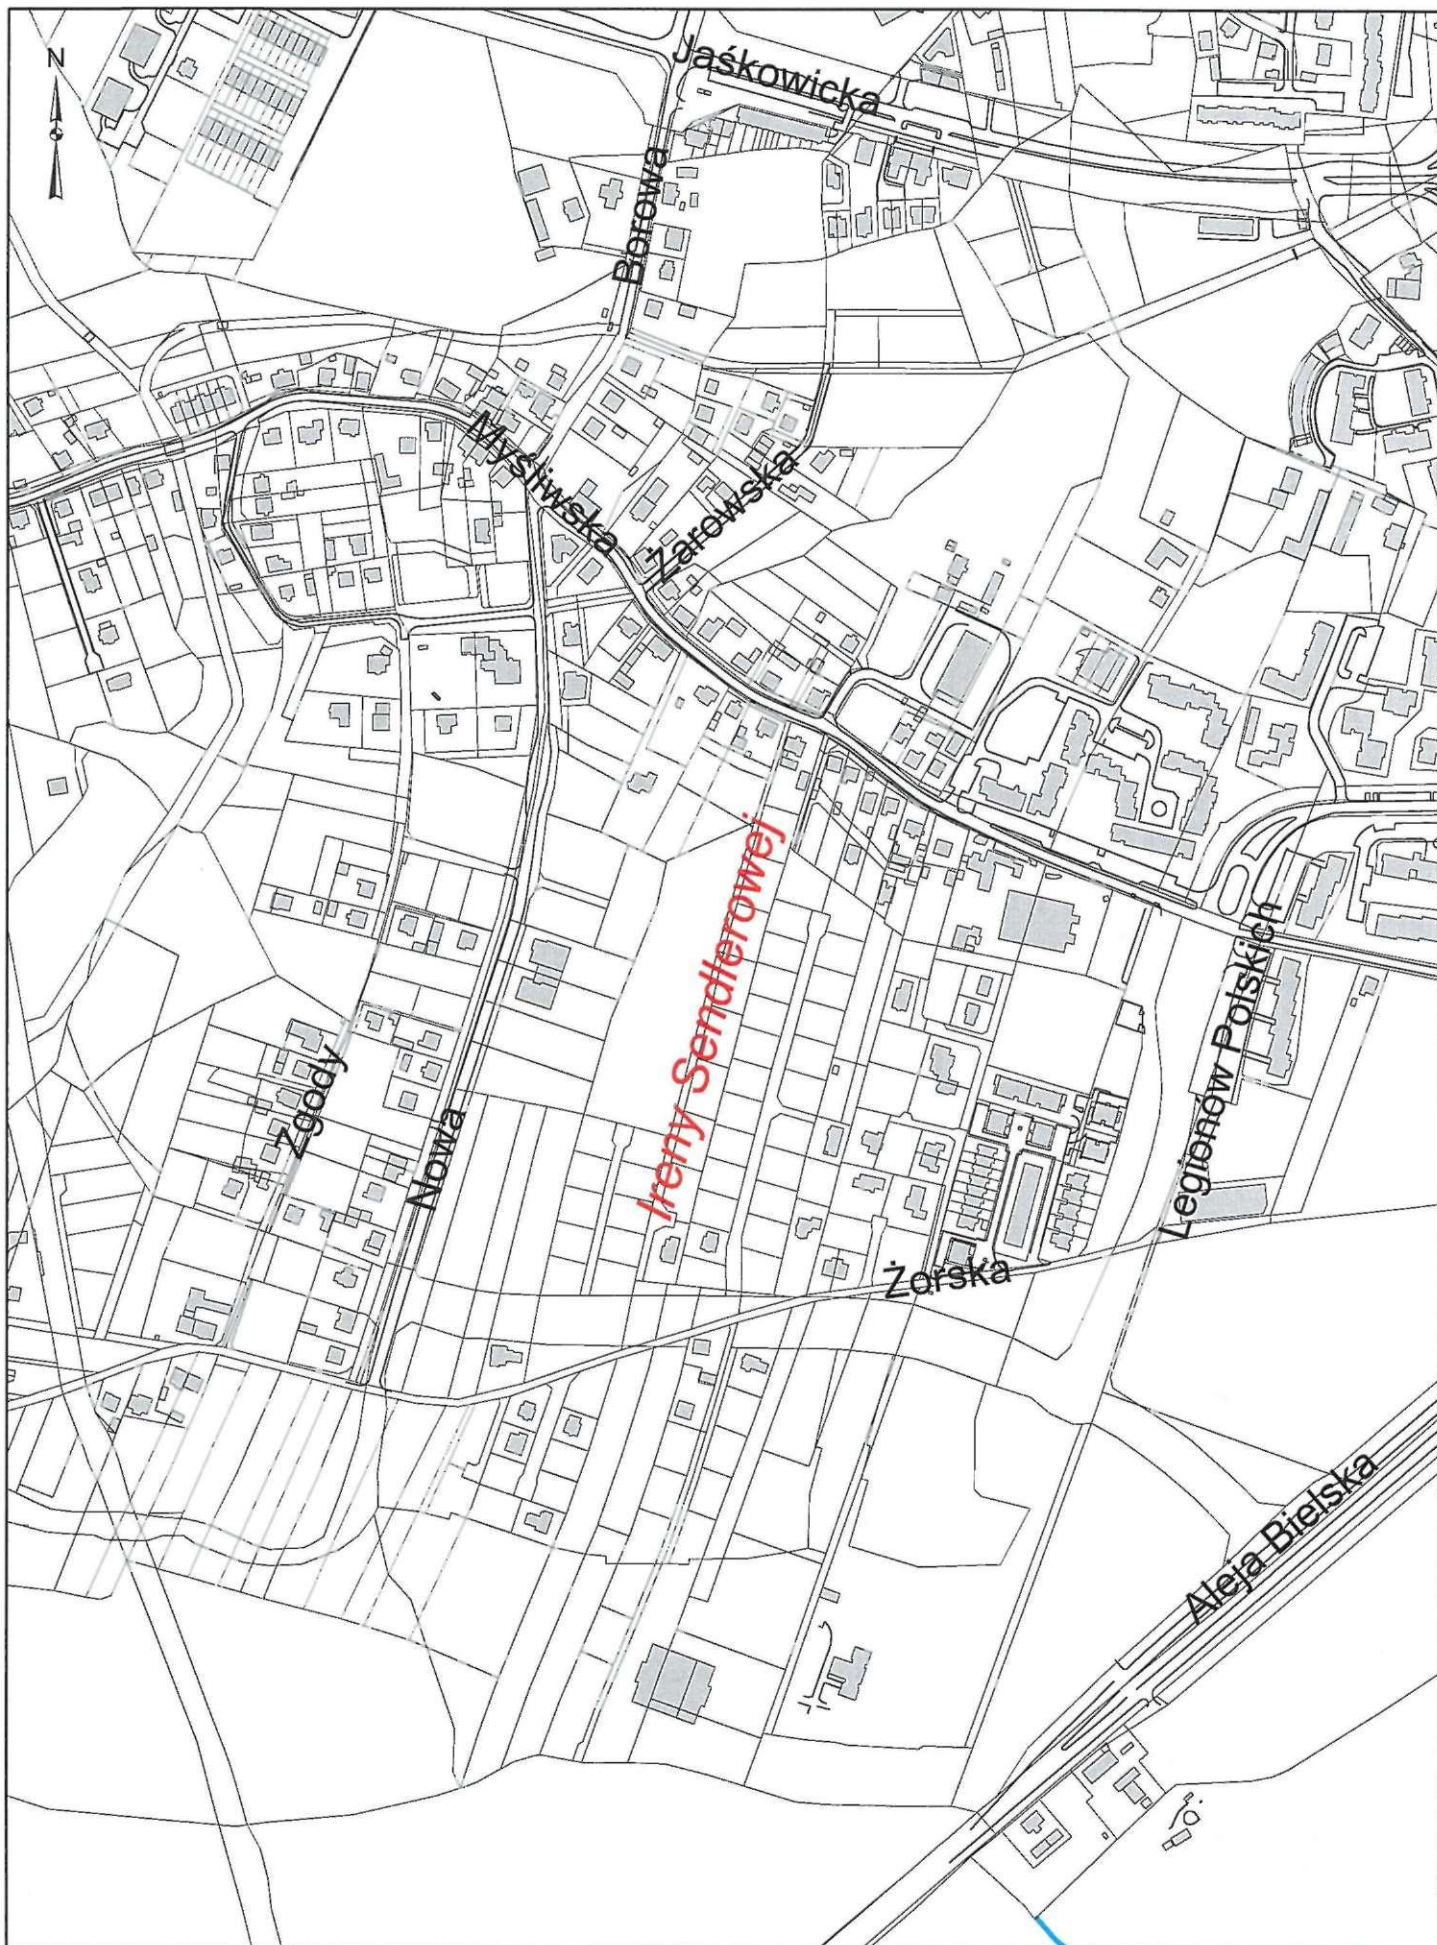 N
Jaśkowicka
Borowa
Myśliwska
Żarowska
Ireny Sendlerowej
Legionów Polskich
Zgody
Nowa
Żorska
Aleja Bielska